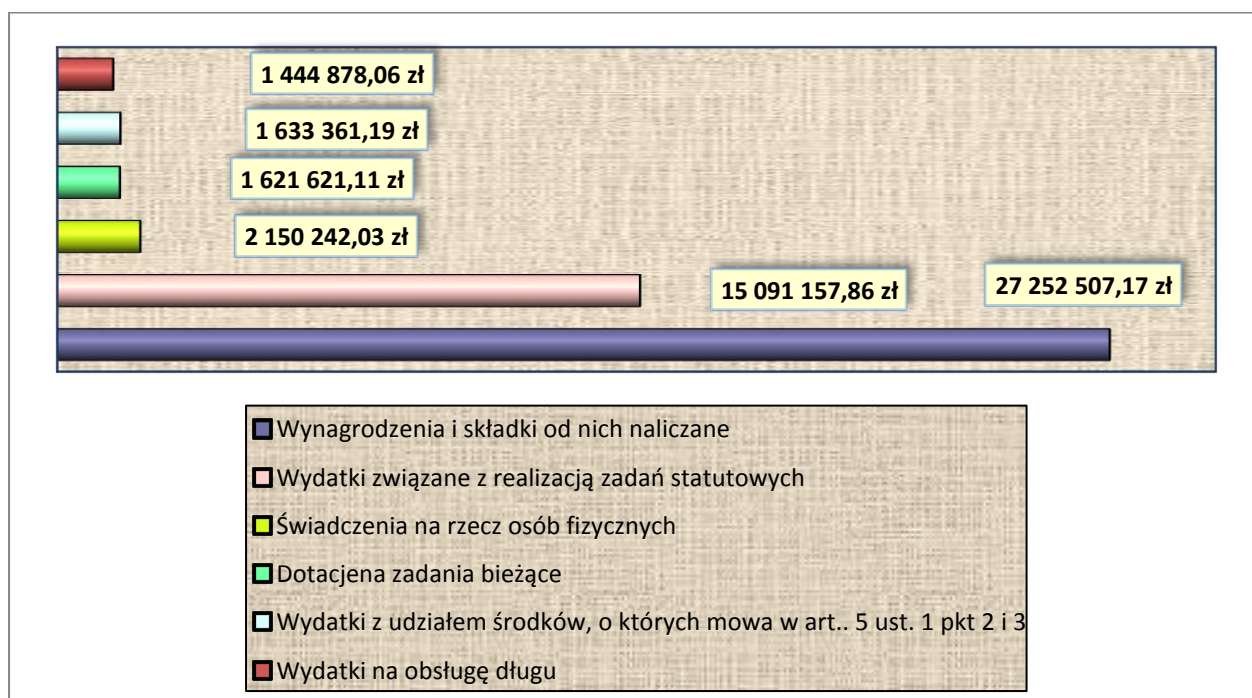 1 444 878,06 zł
1 633 361,19 zł
1 621 621,11 zł
2 150 242,03 zł
15 091 157,86 zł
27 252 507,17 zł
Wynagrodzenia i składki od nich naliczane
Wydatki związane z realizacją zadań statutowych
Świadczenia na rzecz osób fizycznych
Dotacjena zadania bieżące
Wydatki z udziałem środków, o których mowa w art.. 5 ust. 1 pkt 2 i 3
Wydatki na obsługę długu